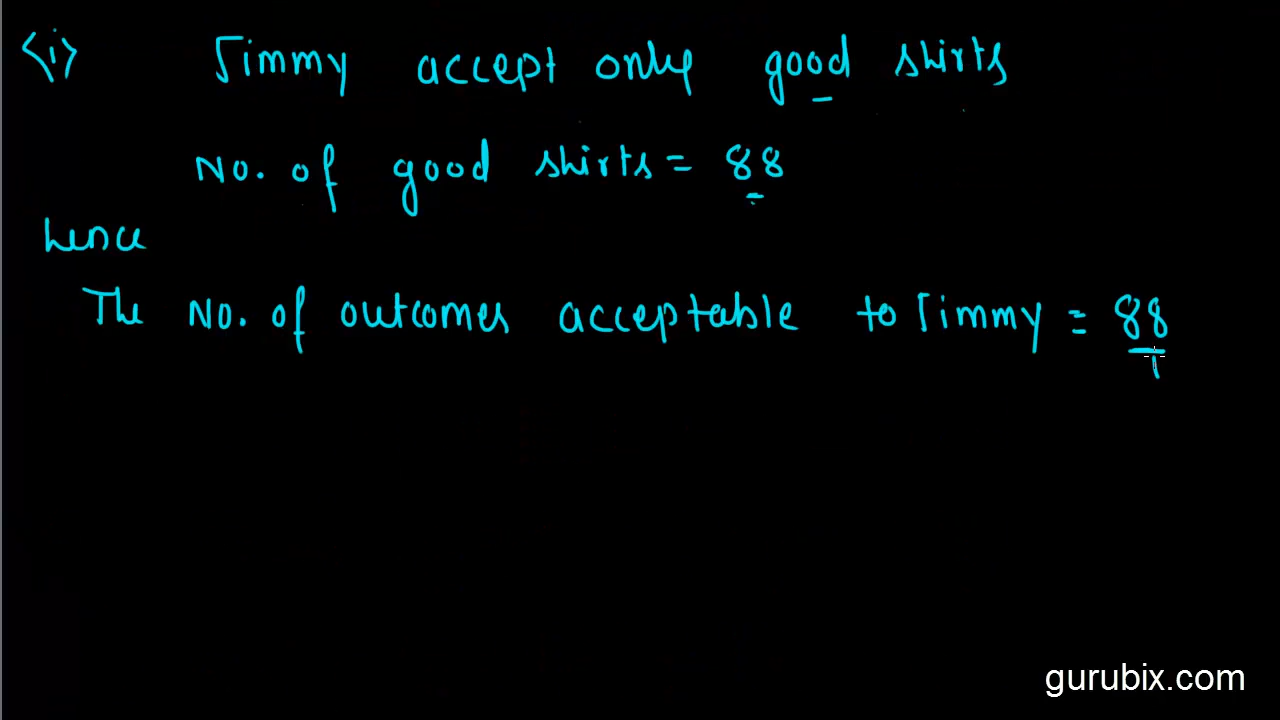 <i> Jimmy accept only good shirts
No. of good shirts = 88
hence
The No. of outcomes acceptable to Jimmy = 88
gurubix.com